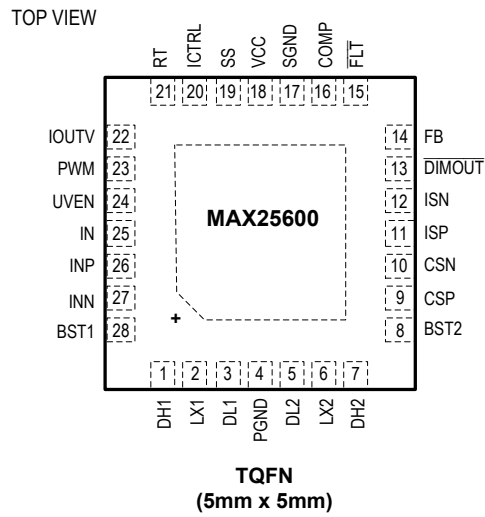 TOP VIEW
RT ICTRL SS VCC SGND COMP FLT
21 20 19 18 17 16 15
IOUTV 22 14 FB
PWM 23 13 DIMOUT
UVEN 24 12 ISN
IN 25 11 ISP
INP 26 10 CSN
INN 27 9 CSP
BST1 28 8 BST2
MAX25600
+
1 2 3 4 5 6 7
DH1 LX1 DL1 PGND DL2 LX2 DH2
TQFN
(5mm x 5mm)